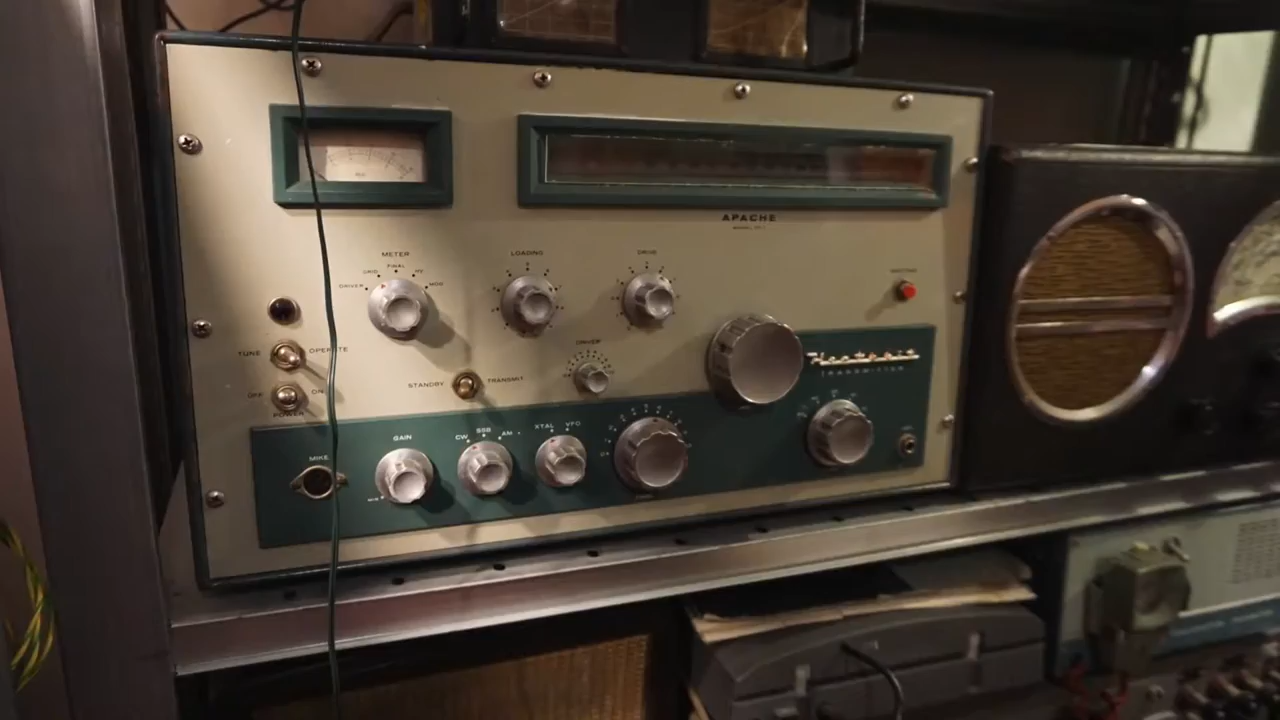 APACHE
METER
LOADING
DRIVE
GRID
FINAL
HV
DRIVER
MOD
TUNE
OPERATE
DRIVER
STANDBY
TRANSMIT
OFF
ON
POWER
Heathkit
TRANSMITTER
MIKE
GAIN
CW
SSB
AM
XTAL
VFO